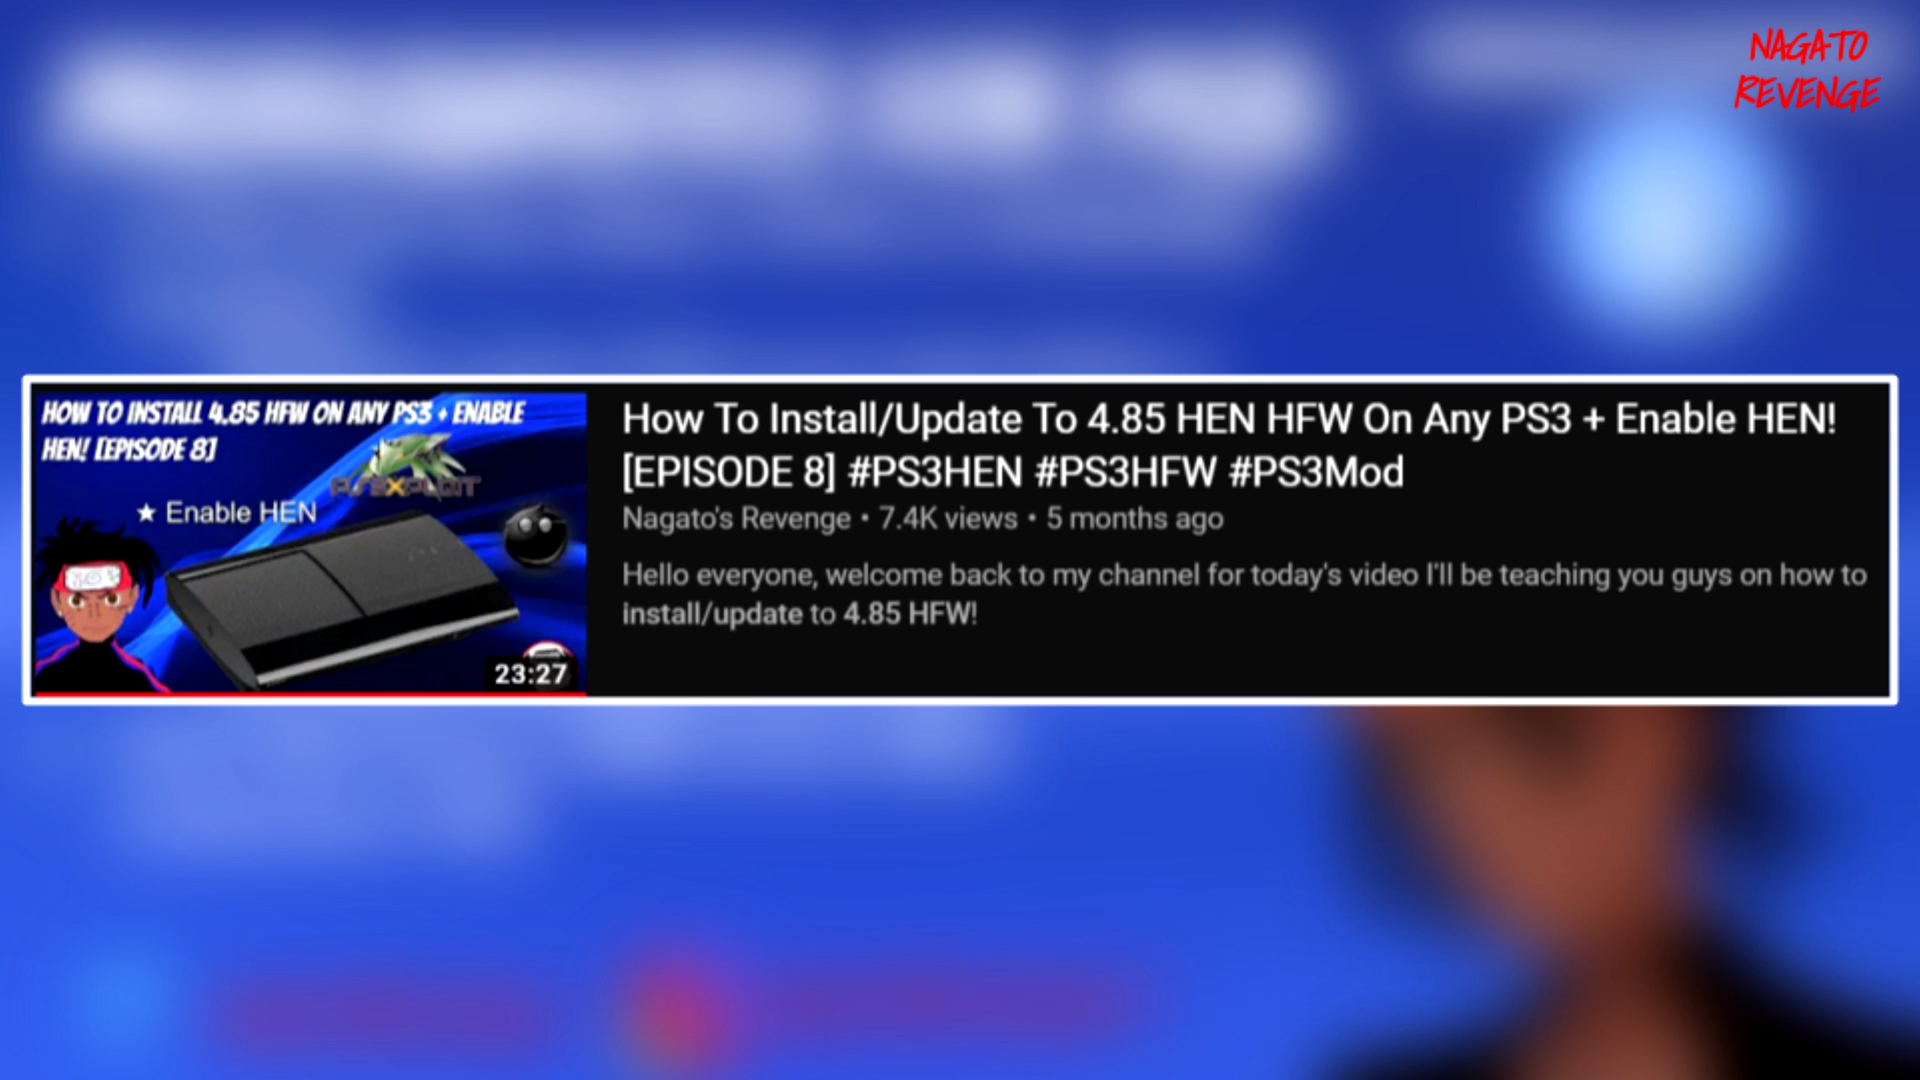 NAGATO
REVENGE
HOW TO INSTALL 4.85 HFW ON ANY PS3 + ENABLE
HEN! [EPISODE 8]
PS3XPLOIT
★ Enable HEN
23:27
How To Install/Update To 4.85 HEN HFW On Any PS3 + Enable HEN!
[EPISODE 8] #PS3HEN #PS3HFW #PS3Mod
Nagato's Revenge • 7.4K views • 5 months ago
Hello everyone, welcome back to my channel for today's video I'll be teaching you guys on how to
install/update to 4.85 HFW!